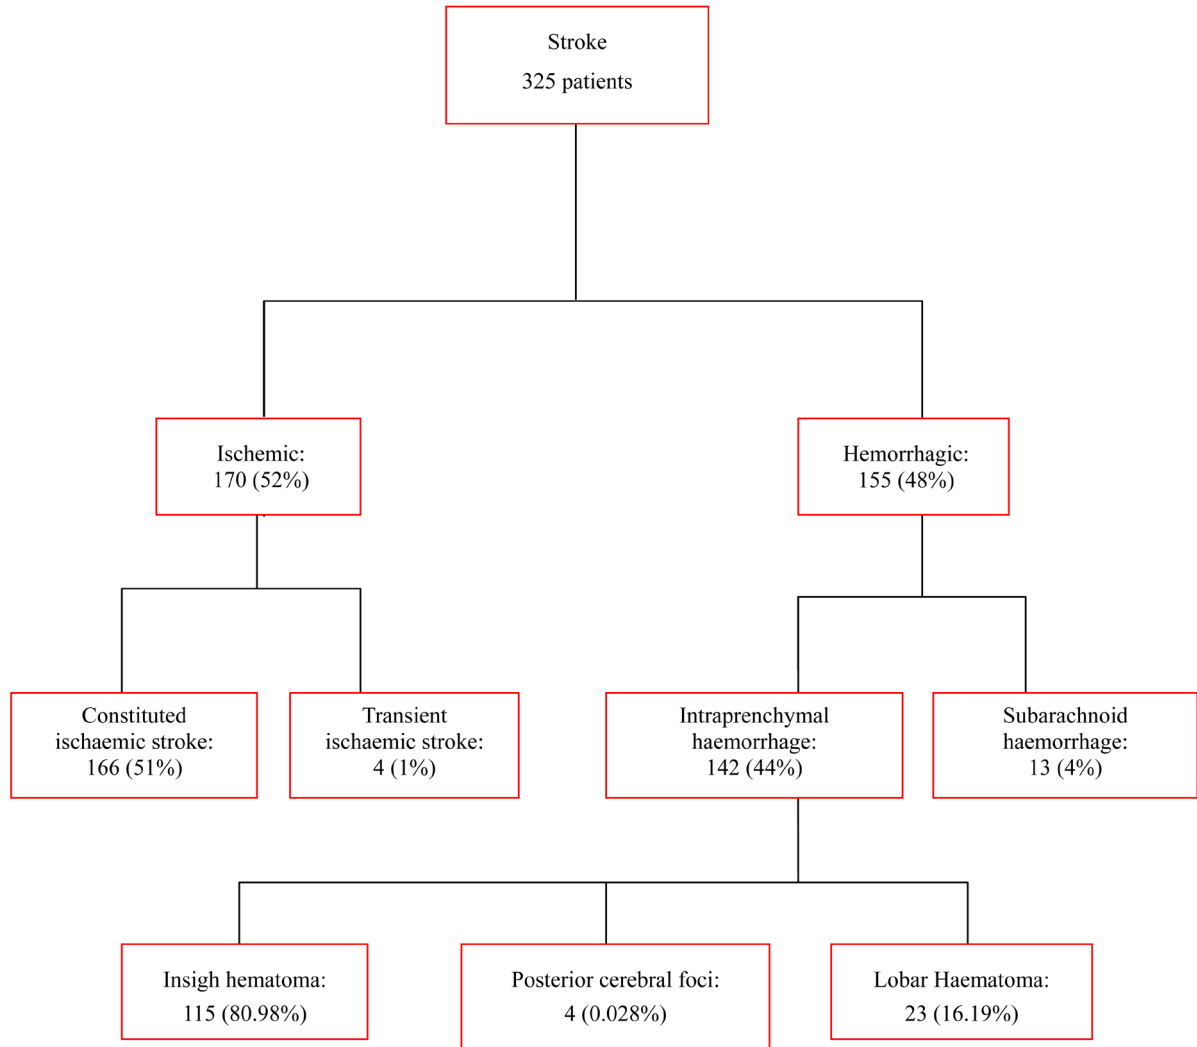 Stroke
325 patients
Ischemic:
170 (52%)
Hemorrhagic:
155 (48%)
Constituted
ischaemic stroke:
166 (51%)
Transient
ischaemic stroke:
4 (1%)
Intraprenchymal
haemorrhage:
142 (44%)
Subarachnoid
haemorrhage:
13 (4%)
Insigh hematoma:
115 (80.98%)
Posterior cerebral foci:
4 (0.028%)
Lobar Haematoma:
23 (16.19%)